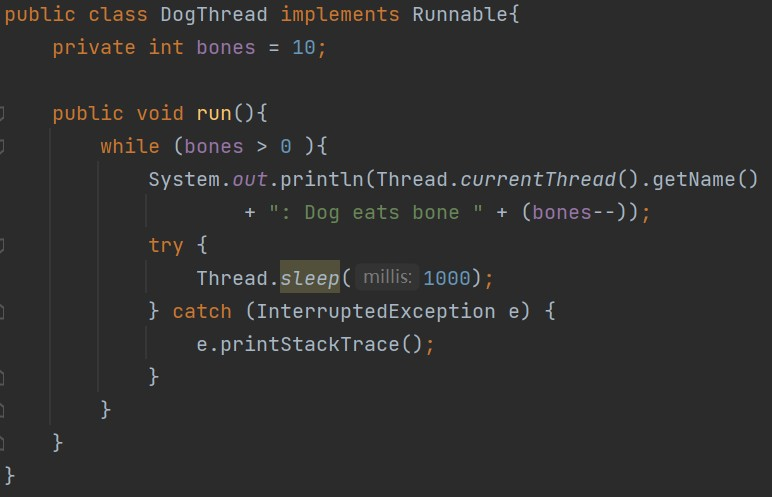 public class DogThread implements Runnable{
    private int bones = 10;

    public void run(){
        while (bones > 0 ){
            System.out.println(Thread.currentThread().getName()
                    + ": Dog eats bone " + (bones--));
            try {
                Thread.sleep( millis: 1000);
            } catch (InterruptedException e) {
                e.printStackTrace();
            }
        }
    }
}